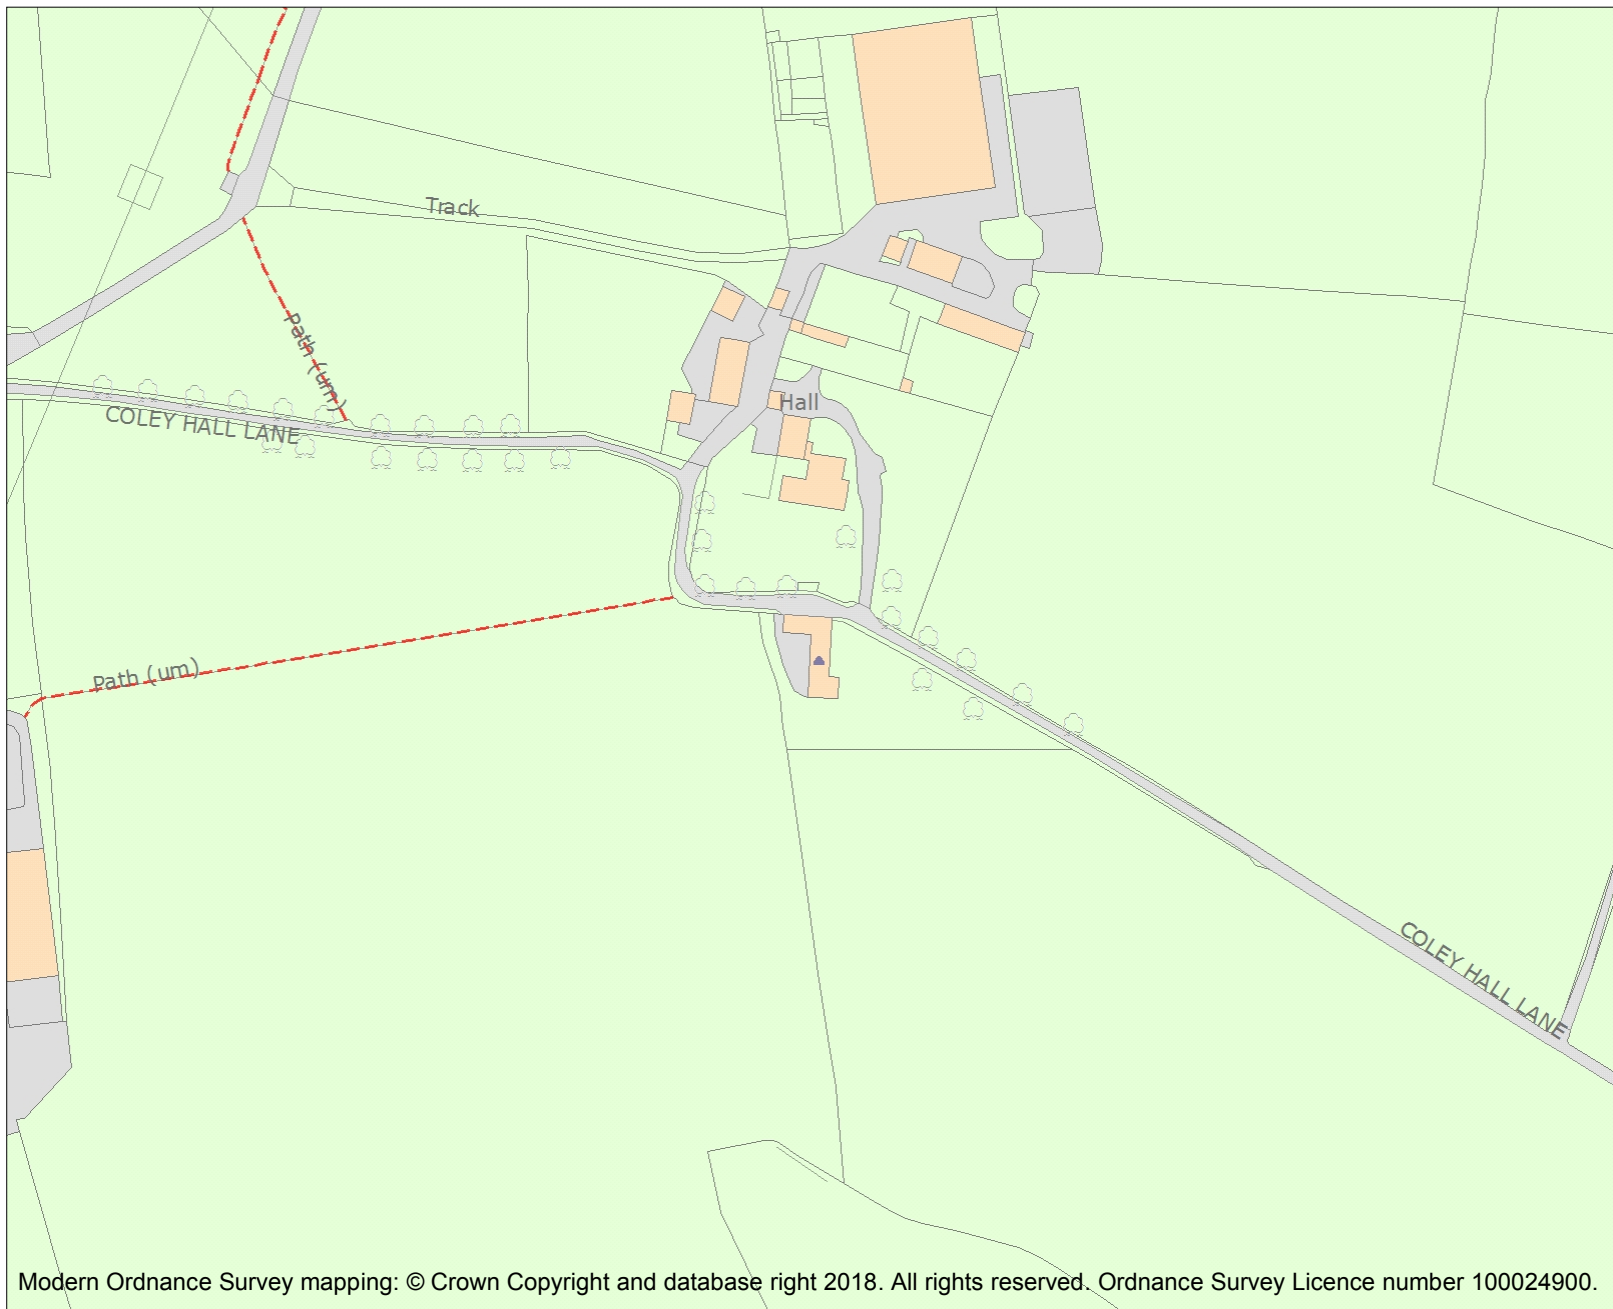 Track
Path (um)
COLEY HALL LANE
Hall
Path (um)
COLEY HALL LANE
Modern Ordnance Survey mapping: © Crown Copyright and database right 2018. All rights reserved. Ordnance Survey Licence number 100024900.